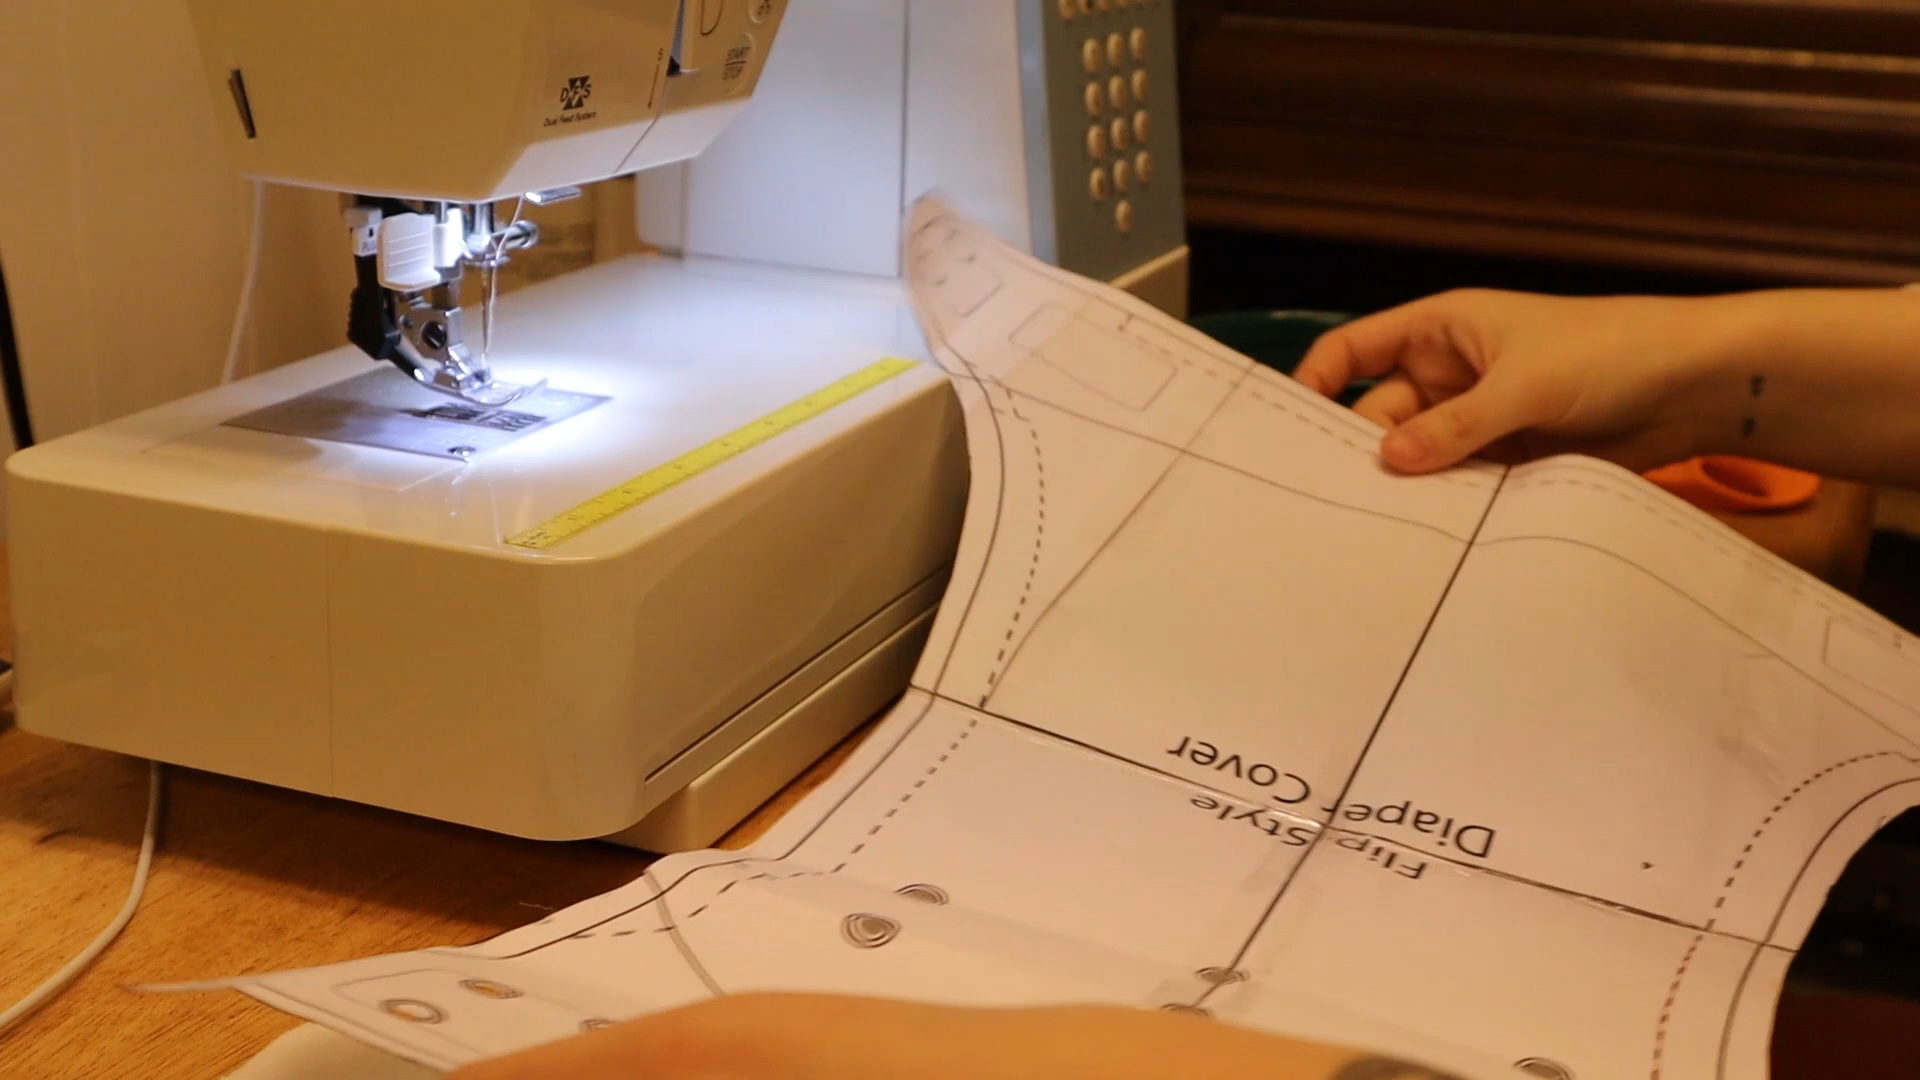 START
STOP
DFS
Dual Feed System
Flip Style
Diaper Cover